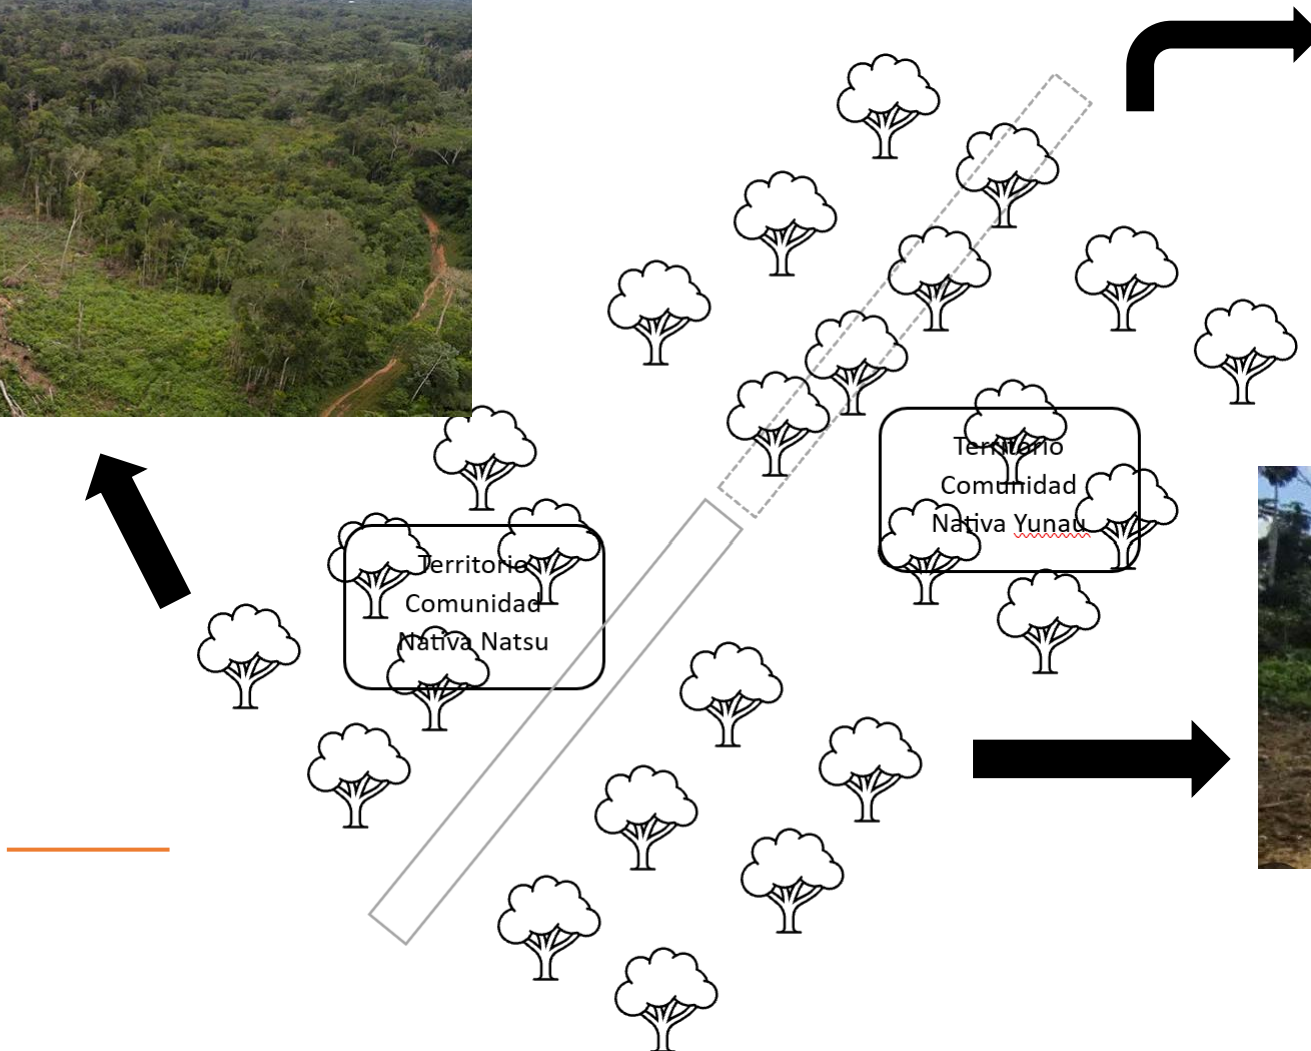 Territorio
Comunidad
Nativa Yunau
Territorio
Comunidad
Nativa Natsu